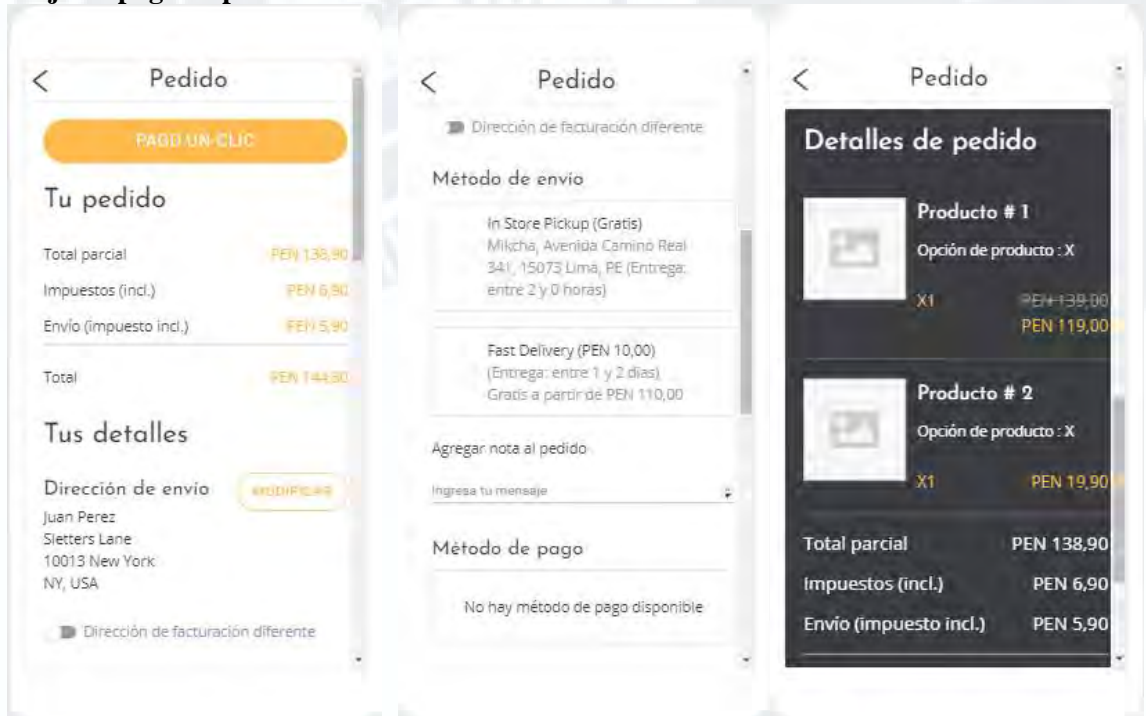 Pedido
PAGO UN CLIC
Tu pedido
Total parcial PEN 138,90
Impuestos (incl.) PEN 6,90
Envío (impuesto incl.) PEN 5,90
Total PEN
Tus detalles
Dirección de envío MODIFICAR
Juan Perez
Sletters Lane
10013 New York
NY, USA
Dirección de facturación diferente
Pedido
Dirección de facturación diferente
Método de envío
In Store Pickup (Gratis)
Mikcha, Avenida Camino Real
341, 15073 Lima, PE (Entrega:
entre 2 y 0 horas)
Fast Delivery (PEN 10,00)
(Entrega: entre 1 y 2 días)
Gratis a partir de PEN 110,00
Agregar nota al pedido
Ingresa tu mensaje
Método de pago
No hay método de pago disponible
Pedido
Detalles de pedido
Producto # 1
Opción de producto : X
X1 PEN 139,00
PEN 119,00
Producto # 2
Opción de producto : X
X1 PEN 19,90
Total parcial PEN 138,90
Impuestos (incl.) PEN 6,90
Envío (impuesto incl.) PEN 5,90